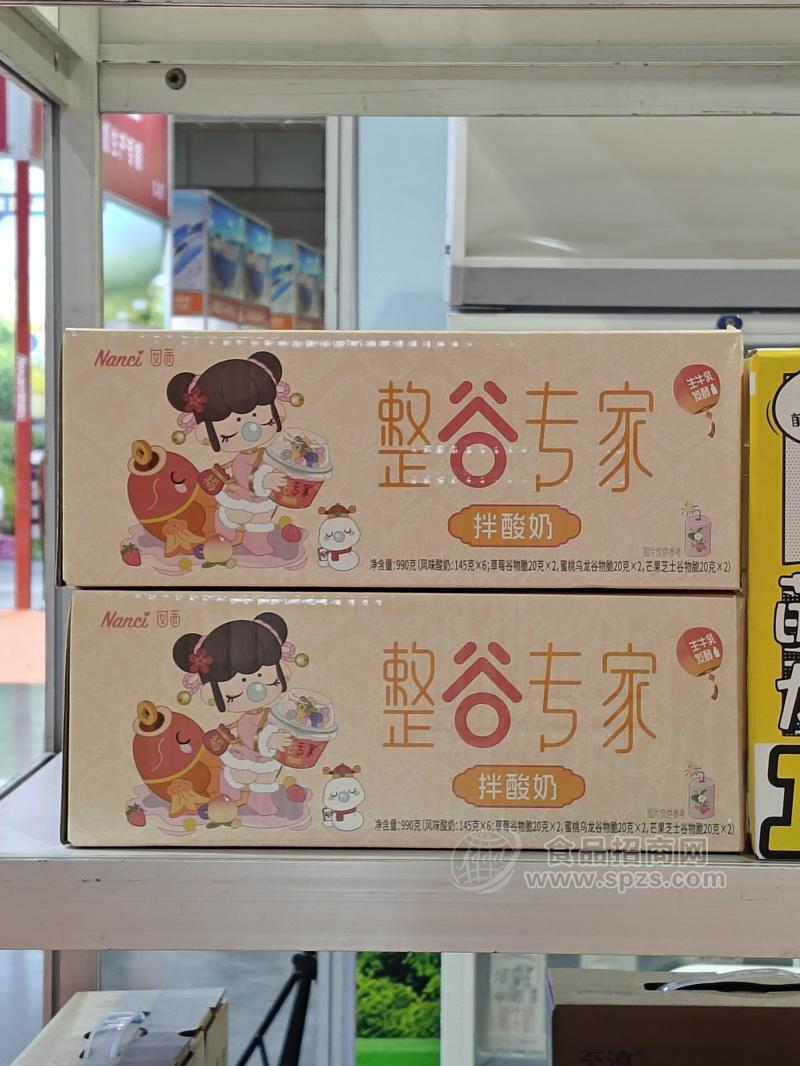 Nanci 囡茜
整谷专家
生牛乳
发酵
拌酸奶
图片仅供参考
净含量:990克(风味酸奶:145克×6;草莓谷物脆20克×2,蜜桃乌龙谷物脆20克×2,芒果芝士谷物脆20克×2)
Nanci 囡茜
整谷专家
生牛乳
发酵
拌酸奶
图片仅供参考
净含量:990克(风味酸奶:145克×6;草莓谷物脆20克×2,蜜桃乌龙谷物脆20克×2,芒果芝士谷物脆20克×2)
食品招商网
www.spzs.com